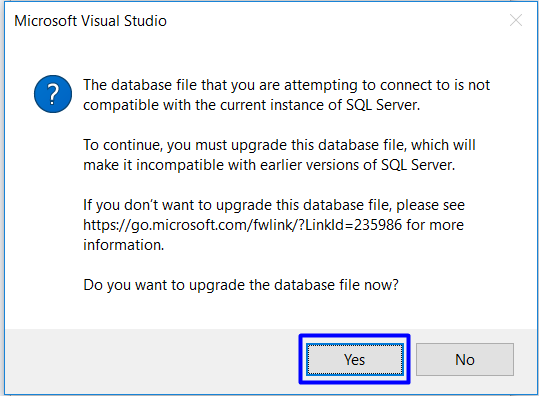 Microsoft Visual Studio
?
The database file that you are attempting to connect to is not
compatible with the current instance of SQL Server.
To continue, you must upgrade this database file, which will
make it incompatible with earlier versions of SQL Server.
If you don’t want to upgrade this database file, please see
https://go.microsoft.com/fwlink/?LinkId=235986 for more
information.
Do you want to upgrade the database file now?
Yes
No